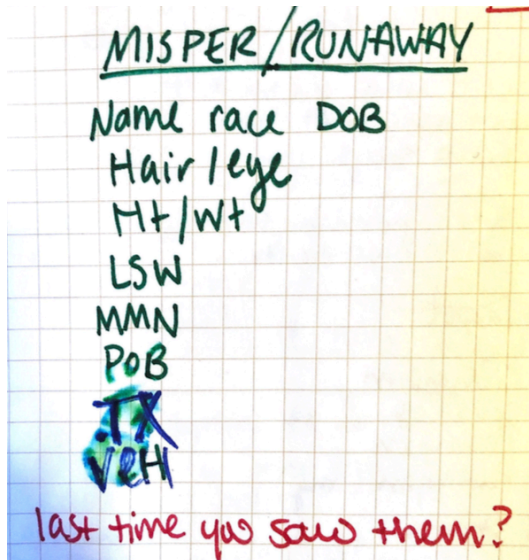 MISPER/RUNAWAY
Name race DOB
Hair/eye
Ht/Wt
LSW
MMN
POB
TX
VEH
last time you saw them?